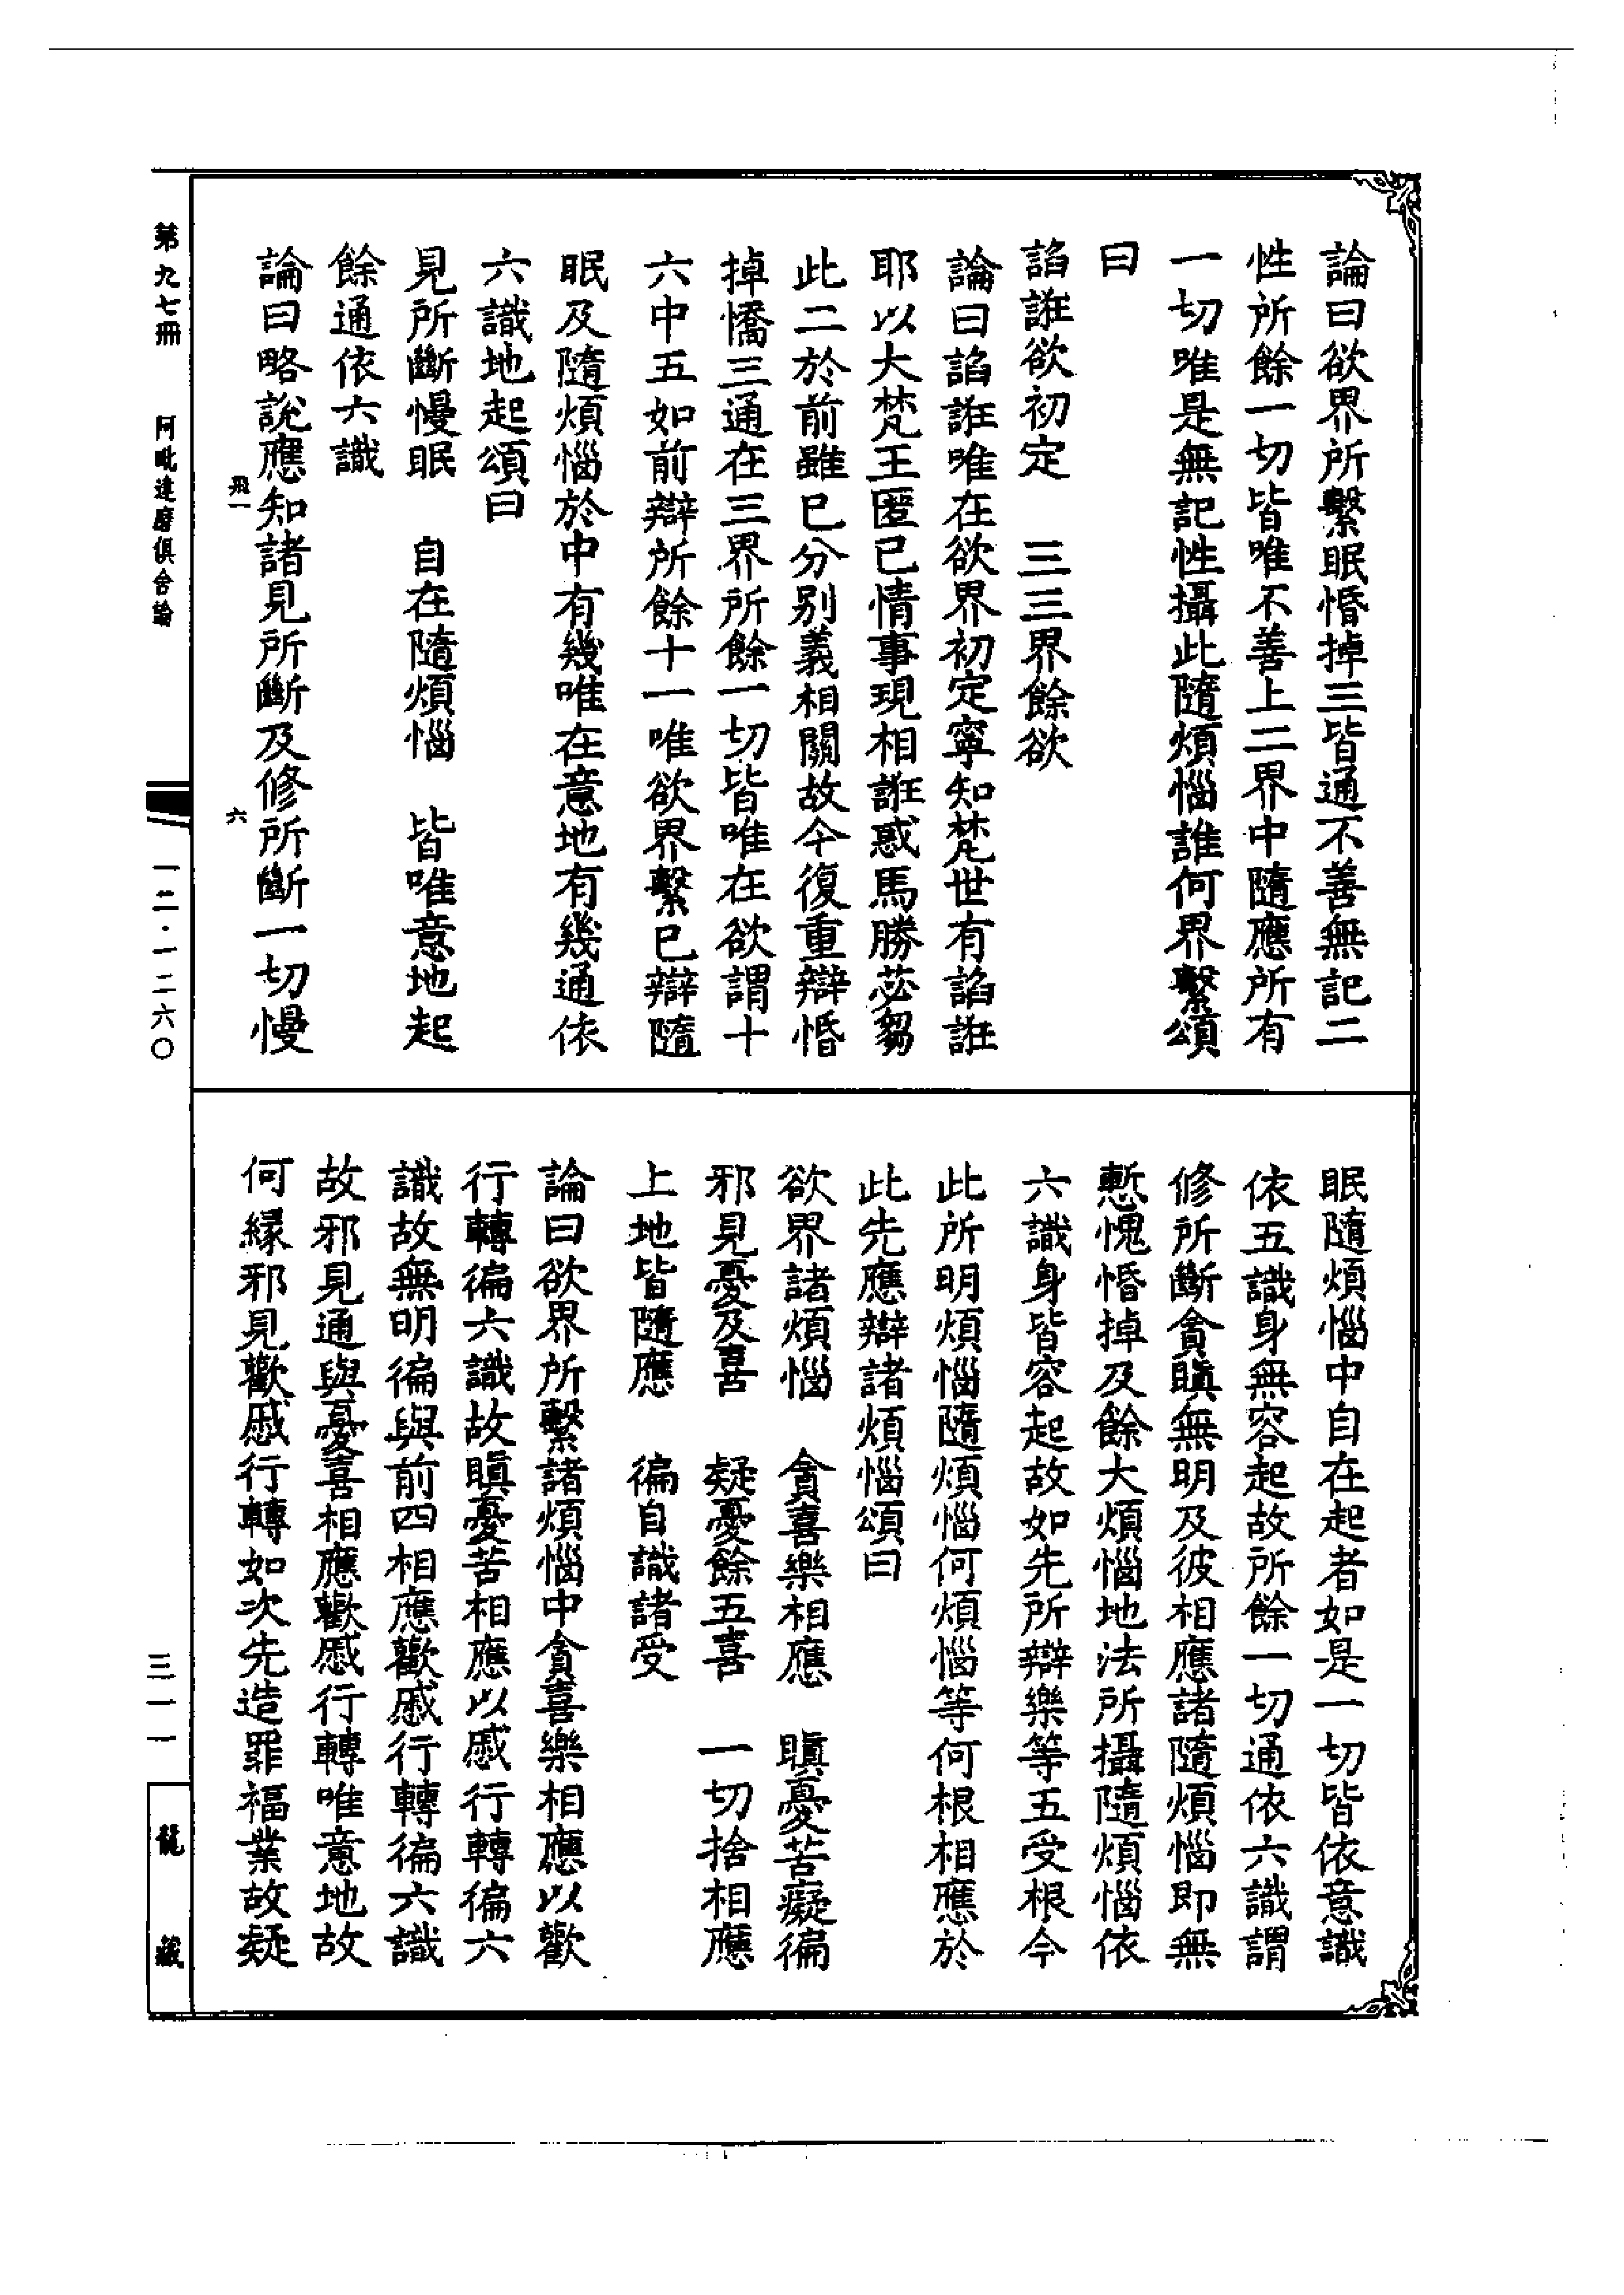 論曰欲界所繫眠惛掉三皆通不善無記二
性所餘一切皆唯不善上二界中隨應所有
一切唯是無記性攝此隨煩惱誰何界繫頌
曰
諂誑欲初定　三三界餘欲
論曰諂誑唯在欲界初定寧知梵世有諂誑
耶以大梵王匿已情事現相誑惑馬勝苾芻
此二於前雖已分別義相關故今復重辯惛
掉憍三通在三界所餘一切皆唯在欲謂十
六中五如前辯所餘十一唯欲界繫已辯隨
眠及隨煩惱於中有幾唯在意地有幾通依
六識地起頌曰
見所斷慢眠　自在隨煩惱　皆唯意地起
餘通依六識
論曰略說應知諸見所斷及修所斷一切慢
飛一
六
眠隨煩惱中自在起者如是一切皆依意識
依五識身無容起故所餘一切通依六識謂
修所斷貪瞋無明及彼相應諸隨煩惱即無
慙愧惛掉及餘大煩惱地法所攝隨煩惱依
六識身皆容起故如先所辯樂等五受根今
此所明煩惱隨煩惱何煩惱等何根相應於
此先應辯諸煩惱頌曰
欲界諸煩惱　貪喜樂相應　瞋憂苦癡徧
邪見憂及喜　疑憂餘五喜　一切捨相應
上地皆隨應　徧自識諸受
論曰欲界所繫諸煩惱中貪喜樂相應以歡
行轉徧六識故瞋憂苦相應以慼行轉徧六
識故無明徧與前四相應歡慼行轉徧六識
故邪見通與憂喜相應歡慼行轉唯意地故
何緣邪見歡慼行轉如次先造罪福業故疑
第九七冊　阿毗達磨俱舍論　一二·一二六〇
三一一
龍藏